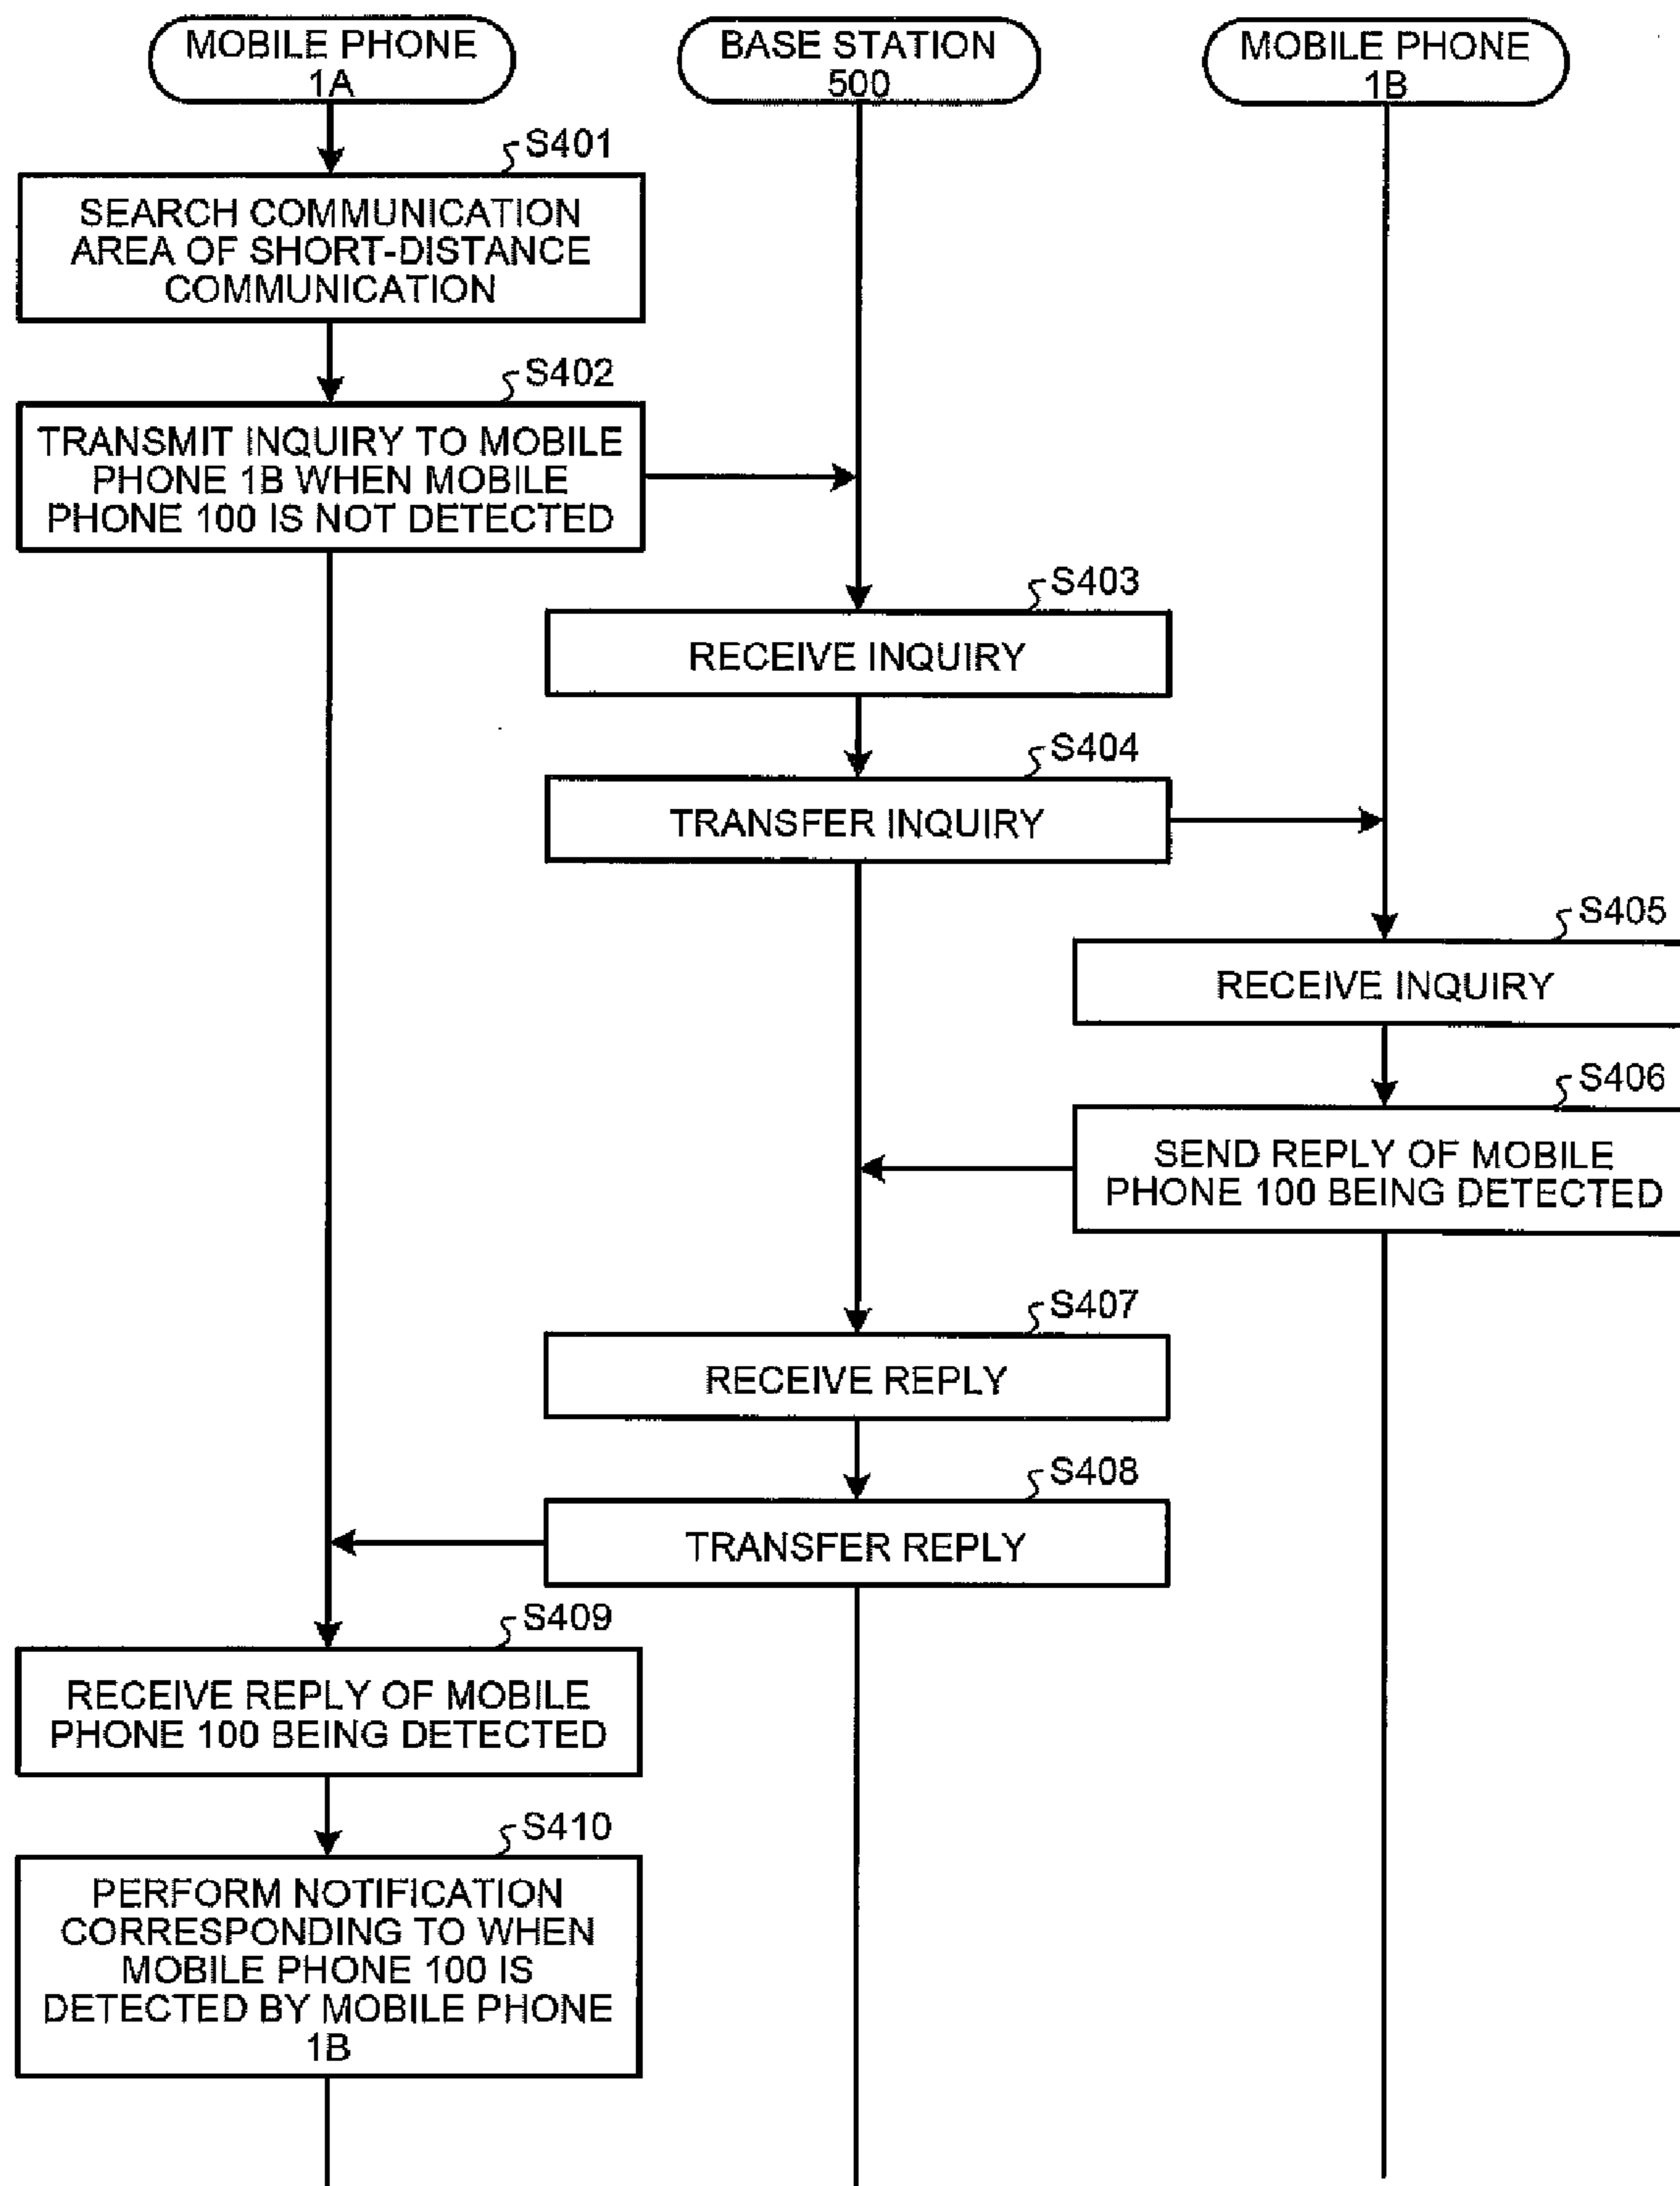 MOBILE PHONE
1A
BASE STATION
500
MOBILE PHONE
1B
S401
SEARCH COMMUNICATION
AREA OF SHORT-DISTANCE
COMMUNICATION
S402
TRANSMIT INQUIRY TO MOBILE
PHONE 1B WHEN MOBILE
PHONE 100 IS NOT DETECTED
S403
RECEIVE INQUIRY
S404
TRANSFER INQUIRY
S405
RECEIVE INQUIRY
S406
SEND REPLY OF MOBILE
PHONE 100 BEING DETECTED
S407
RECEIVE REPLY
S408
TRANSFER REPLY
S409
RECEIVE REPLY OF MOBILE
PHONE 100 BEING DETECTED
S410
PERFORM NOTIFICATION
CORRESPONDING TO WHEN
MOBILE PHONE 100 IS
DETECTED BY MOBILE PHONE
1B